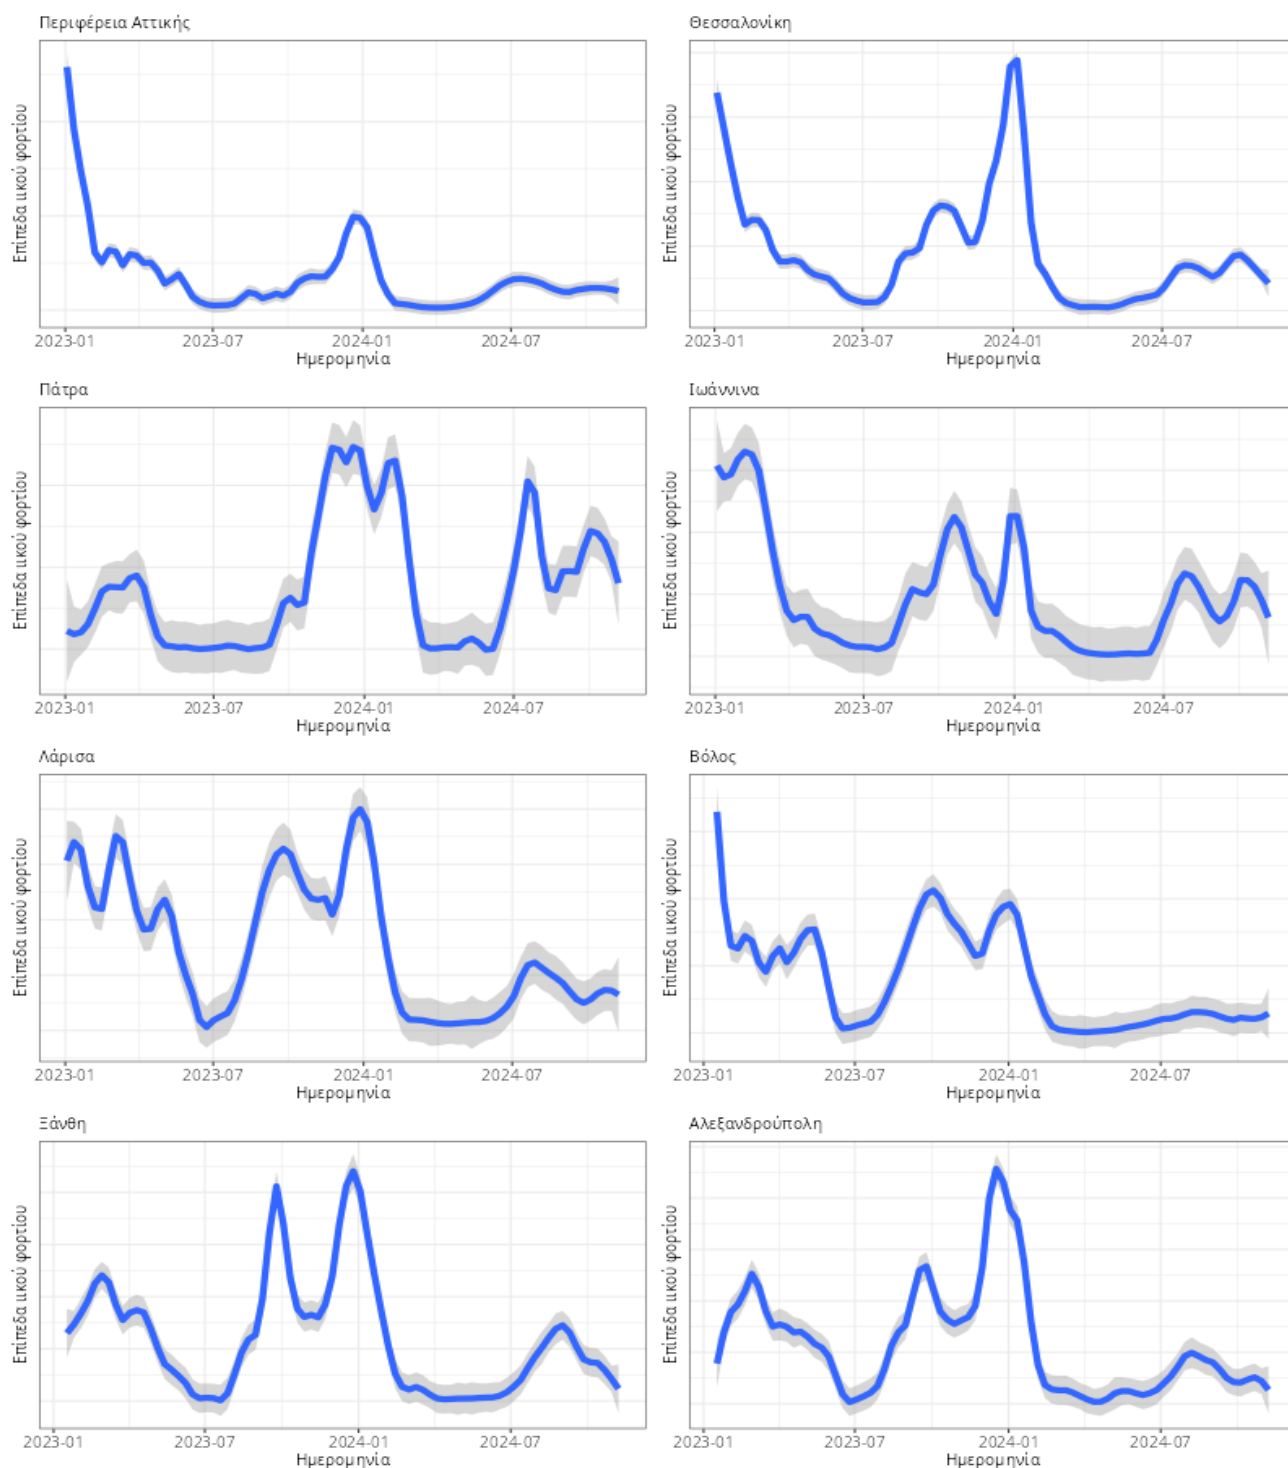 Περιφέρεια Αττικής
Επίπεδα ιικού φορτίου
2023-01 2023-07 2024-01 2024-07
Ημερομηνία
Θεσσαλονίκη
Επίπεδα ιικού φορτίου
2023-01 2023-07 2024-01 2024-07
Ημερομηνία
Πάτρα
Επίπεδα ιικού φορτίου
2023-01 2023-07 2024-01 2024-07
Ημερομηνία
Ιωάννινα
Επίπεδα ιικού φορτίου
2023-01 2023-07 2024-01 2024-07
Ημερομηνία
Λάρισα
Επίπεδα ιικού φορτίου
2023-01 2023-07 2024-01 2024-07
Ημερομηνία
Βόλος
Επίπεδα ιικού φορτίου
2023-01 2023-07 2024-01 2024-07
Ημερομηνία
Ξάνθη
Επίπεδα ιικού φορτίου
2023-01 2023-07 2024-01 2024-07
Ημερομηνία
Αλεξανδρούπολη
Επίπεδα ιικού φορτίου
2023-01 2023-07 2024-01 2024-07
Ημερομηνία